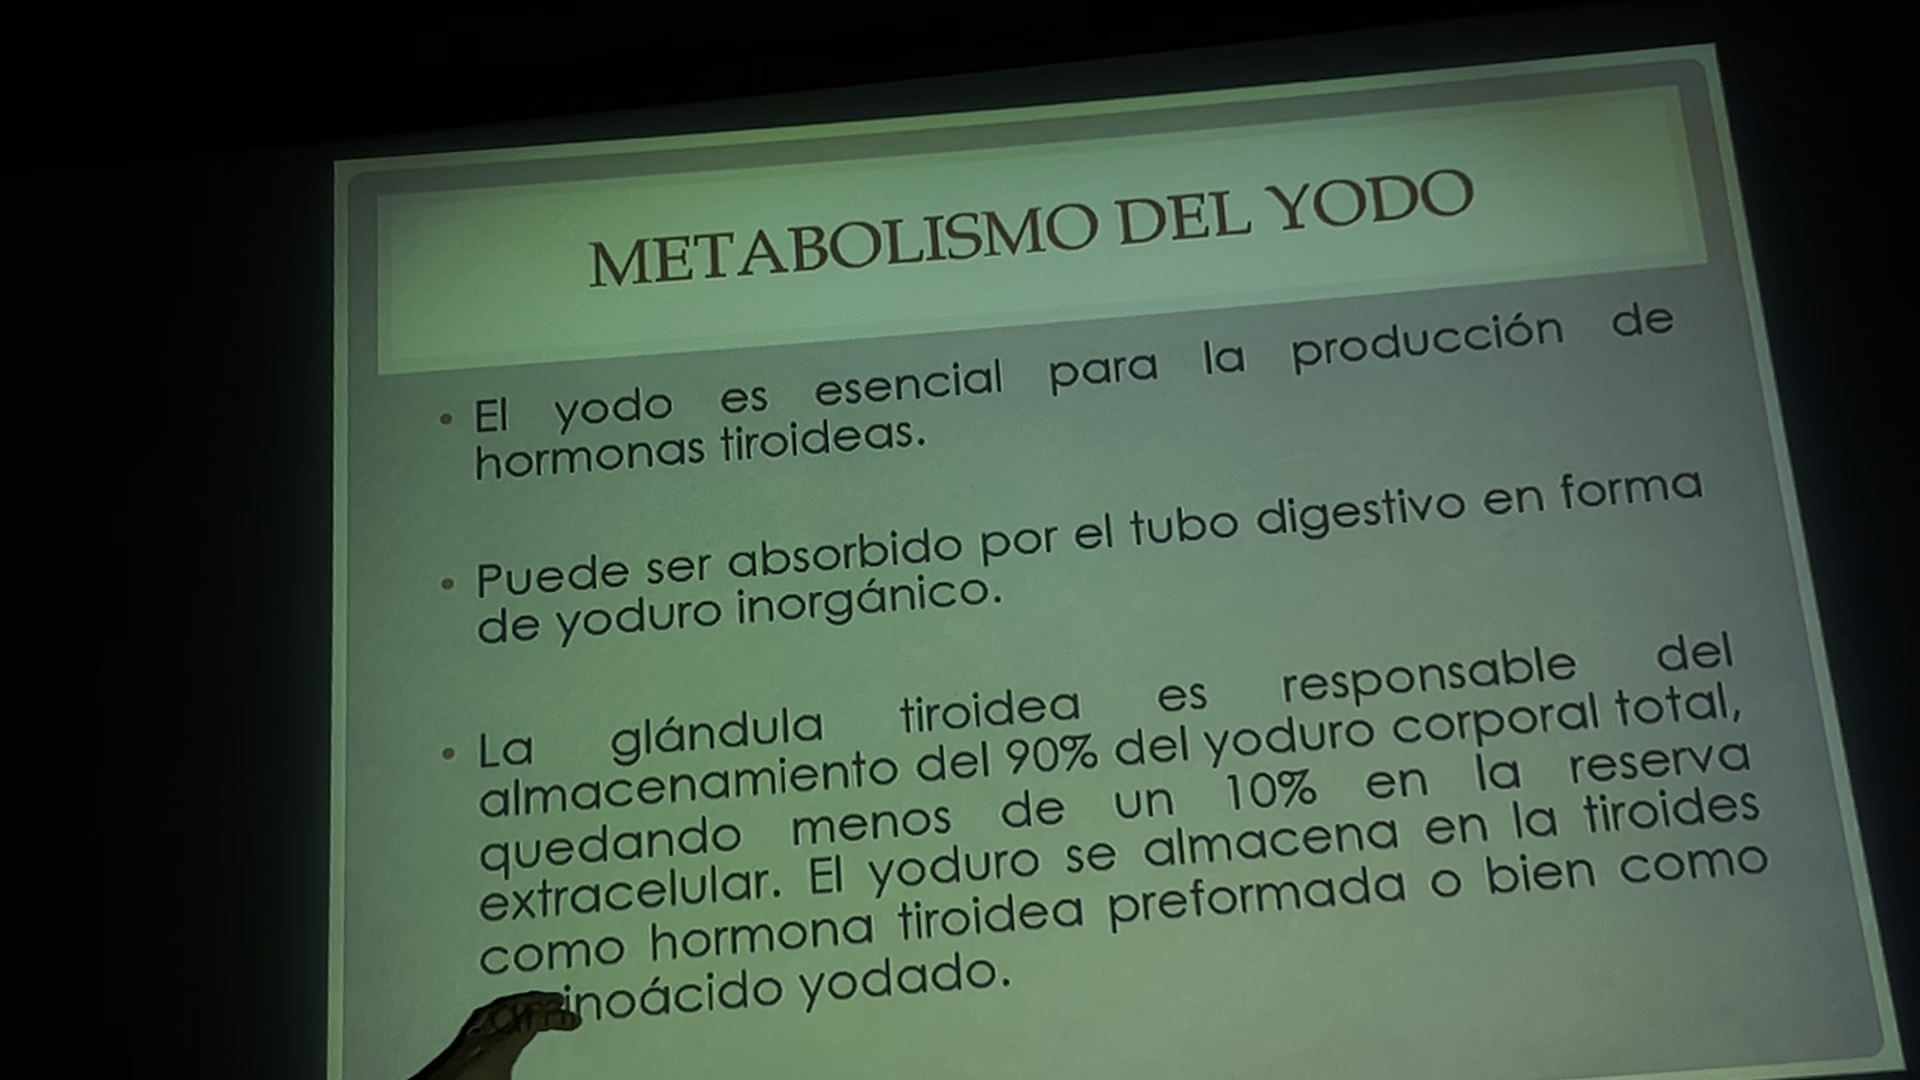 METABOLISMO DEL YODO
• El yodo es esencial para la producción de
hormonas tiroideas.
• Puede ser absorbido por el tubo digestivo en forma
de yoduro inorgánico.
• La glándula tiroidea es responsable del
almacenamiento del 90% del yoduro corporal total,
quedando menos de un 10% en la reserva
extracelular. El yoduro se almacena en la tiroides
como hormona tiroidea preformada o bien como
inoácido yodado.